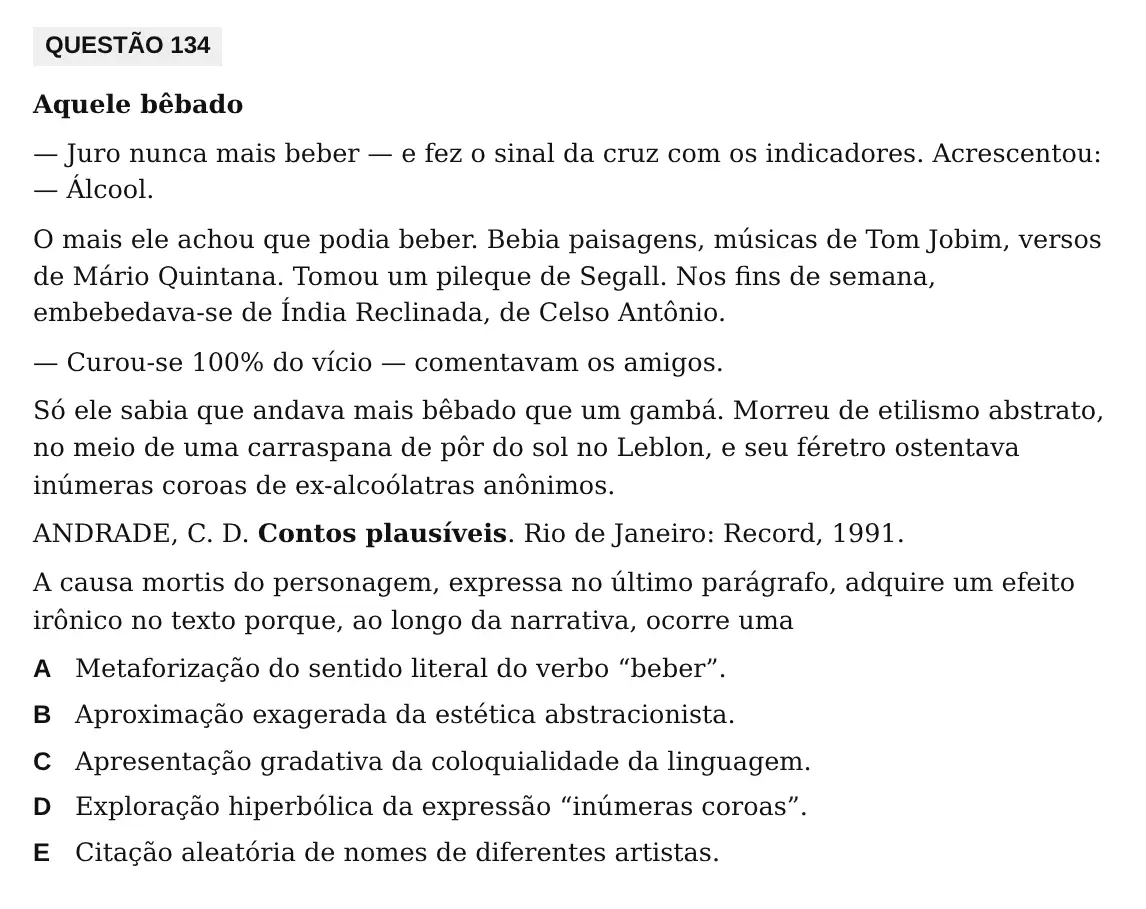 QUESTÃO 134
Aquele bêbado
— Juro nunca mais beber — e fez o sinal da cruz com os indicadores. Acrescentou:
— Álcool.
O mais ele achou que podia beber. Bebia paisagens, músicas de Tom Jobim, versos
de Mário Quintana. Tomou um pileque de Segall. Nos fins de semana,
embebedava-se de Índia Reclinada, de Celso Antônio.
— Curou-se 100% do vício — comentavam os amigos.
Só ele sabia que andava mais bêbado que um gambá. Morreu de etilismo abstrato,
no meio de uma carraspana de pôr do sol no Leblon, e seu féretro ostentava
inúmeras coroas de ex-alcoólatras anônimos.
ANDRADE, C. D. Contos plausíveis. Rio de Janeiro: Record, 1991.
A causa mortis do personagem, expressa no último parágrafo, adquire um efeito
irônico no texto porque, ao longo da narrativa, ocorre uma
A Metaforização do sentido literal do verbo “beber”.
B Aproximação exagerada da estética abstracionista.
C Apresentação gradativa da coloquialidade da linguagem.
D Exploração hiperbólica da expressão “inúmeras coroas”.
E Citação aleatória de nomes de diferentes artistas.